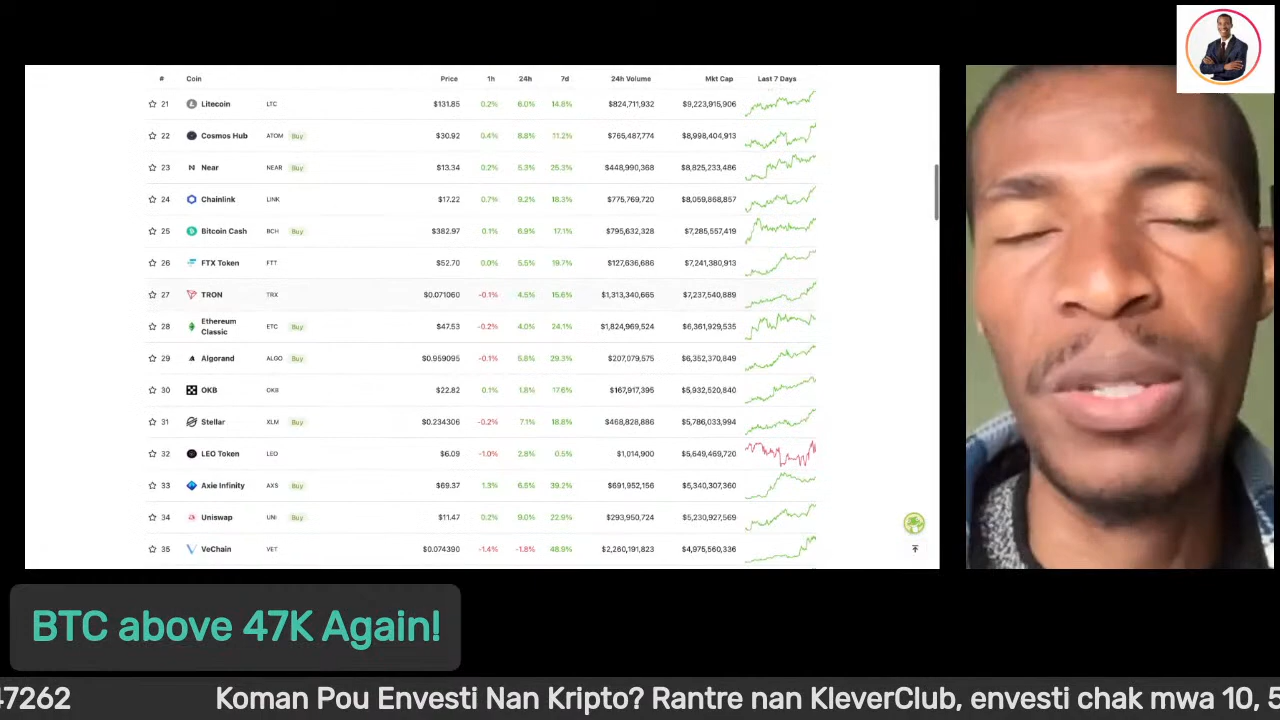 # Coin Price 1h 24h 7d 24h Volume Mkt Cap Last 7 Days
21 Litecoin LTC $131.85 0.2% 6.0% 14.8% $824,711,932 $9,223,915,906
22 Cosmos Hub ATOM Buy $30.92 0.4% 8.8% 11.2% $765,487,774 $8,998,404,913
23 Near NEAR Buy $13.34 0.2% 5.3% 25.3% $448,990,368 $8,825,233,486
24 Chainlink LINK $17.22 0.7% 9.2% 18.3% $775,769,720 $8,059,868,857
25 Bitcoin Cash BCH Buy $382.97 0.1% 6.9% 17.1% $795,632,328 $7,285,557,419
26 FTX Token FTT $52.70 0.0% 5.5% 19.7% $127,636,686 $7,241,380,913
27 TRON TRX $0.071060 -0.1% 4.5% 15.6% $1,313,340,665 $7,237,540,889
28 Ethereum Classic ETC Buy $47.53 -0.2% 4.0% 24.1% $1,824,969,524 $6,361,929,535
29 Algorand ALGO Buy $0.959095 -0.1% 5.8% 29.3% $207,079,575 $6,352,370,849
30 OKB OKB $22.82 0.1% 1.8% 17.6% $167,917,395 $5,932,520,840
31 Stellar XLM Buy $0.234306 -0.2% 7.1% 18.8% $468,828,886 $5,786,033,994
32 LEO Token LEO $6.09 -1.0% 2.8% 0.5% $1,014,900 $5,649,469,720
33 Axie Infinity AXS Buy $69.37 1.3% 6.5% 39.2% $691,952,156 $5,340,307,360
34 Uniswap UNI Buy $11.47 0.2% 9.0% 22.9% $293,950,724 $5,230,927,569
35 VeChain VET $0.074390 -1.4% -1.8% 48.9% $2,260,191,823 $4,975,560,336
BTC above 47K Again!
47262 Koman Pou Envesti Nan Kripto? Rantre nan KleverClub, envesti chak mwa 10, 5